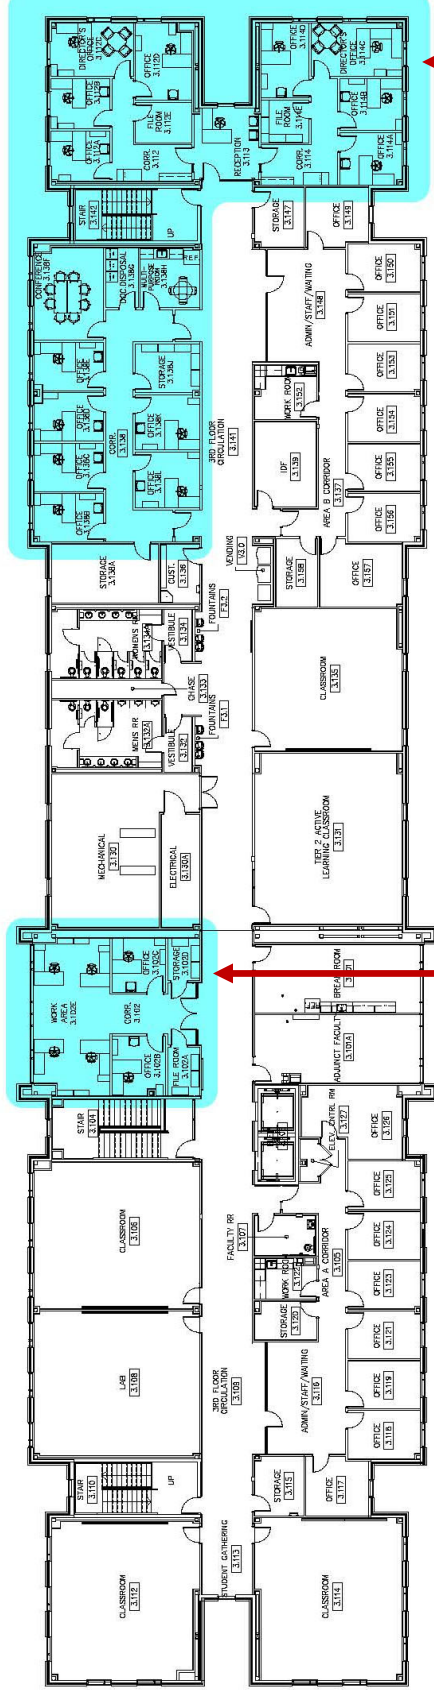 DIRECTOR'S
OFFICE
3.112C
OFFICE
3.112D
OFFICE
3.112B
OFFICE
3.112A
FILE
ROOM
3.112E
CORR.
3.112
RECEPTION
3.113
OFFICE
3.114D
DIRECTOR'S
OFFICE
3.114C
FILE
ROOM
3.114E
OFFICE
3.114B
CORR.
3.114
OFFICE
3.114A
STAIR
3.142
UP
STORAGE
3.147
OFFICE
3.149
CONFERENCE
3.138F
DOC DISPOSAL
3.138G
MULTI-
PURPOSE
ROOM
3.138H
REF.
ADMIN/STAFF/WAITING
3.148
OFFICE
3.150
OFFICE
3.151
OFFICE
3.138E
STORAGE
3.138J
OFFICE
3.153
WORK ROOM
3.152
OFFICE
3.138D
CORR.
3.138
OFFICE
3.138K
3RD FLOOR
CIRCULATION
3.141
OFFICE
3.154
OFFICE
3.138C
OFFICE
3.138L
IDF
3.139
AREA B CORRIDOR
3.137
OFFICE
3.155
OFFICE
3.138B
OFFICE
3.156
STORAGE
3.138A
CUST.
3.136
VENDING
V3.0
STORAGE
3.158
OFFICE
3.157
WOMENS RR
VESTIBULE
3.134
FOUNTAINS
F3.2
CHASE
3.133
CLASSROOM
3.135
MENS RR
3.132A
VESTIBULE
3.132
FOUNTAINS
F3.1
MECHANICAL
3.130
ELECTRICAL
3.130A
TIER 2 ACTIVE
LEARNING CLASSROOM
3.131
WORK
AREA
3.102E
OFFICE
3.102C
STORAGE
3.102D
CORR.
3.102
OFFICE
3.102B
FILE ROOM
3.102A
BREAK ROOM
ADJUNCT FACULTY
3.101A
STAIR
3.104
ELEV. CNTRL RM
3.127
OFFICE
3.126
CLASSROOM
3.106
FACULTY RR
3.107
OFFICE
3.125
AREA A CORRIDOR
3.105
OFFICE
3.124
WORK ROOM
3.122
OFFICE
3.123
LAB
3.108
STORAGE
3.120
OFFICE
3.121
3RD FLOOR
CIRCULATION
3.109
ADMIN/STAFF/WAITING
3.116
OFFICE
3.119
OFFICE
3.118
STAIR
3.110
UP
STORAGE
3.115
OFFICE
3.117
CLASSROOM
3.112
STUDENT GATHERING
3.113
CLASSROOM
3.114